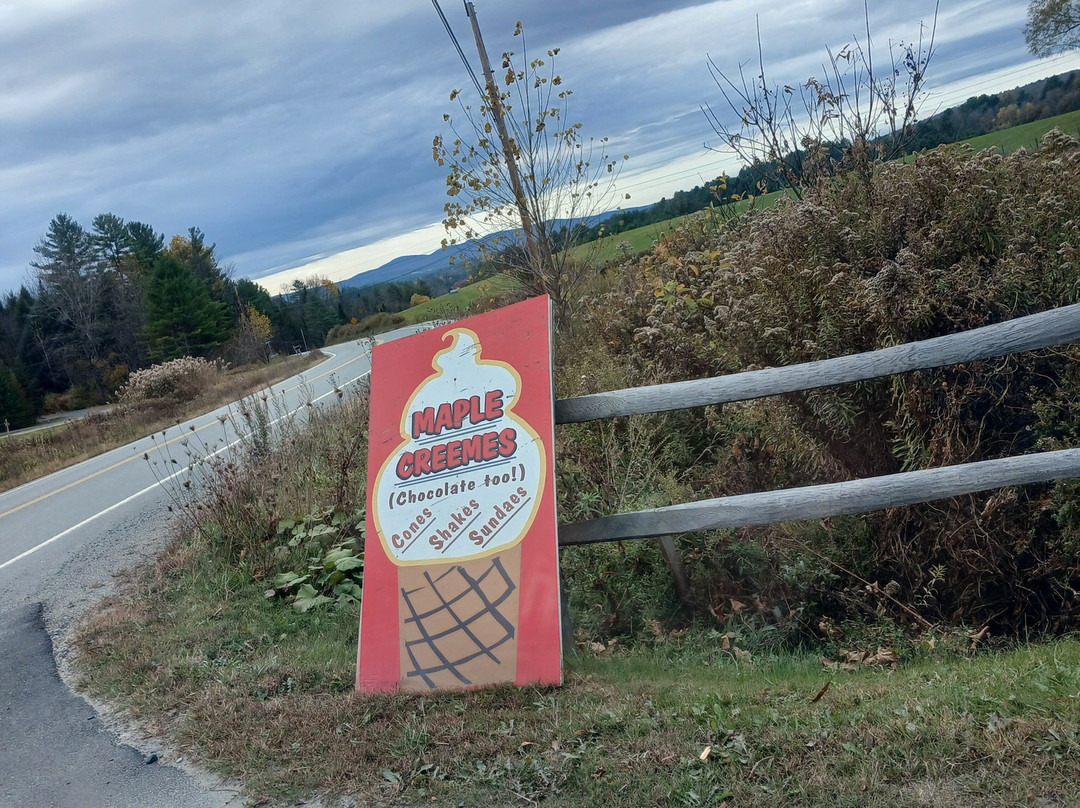 MAPLE
CREEMES
(Chocolate too!)
Cones
Shakes
Sundaes